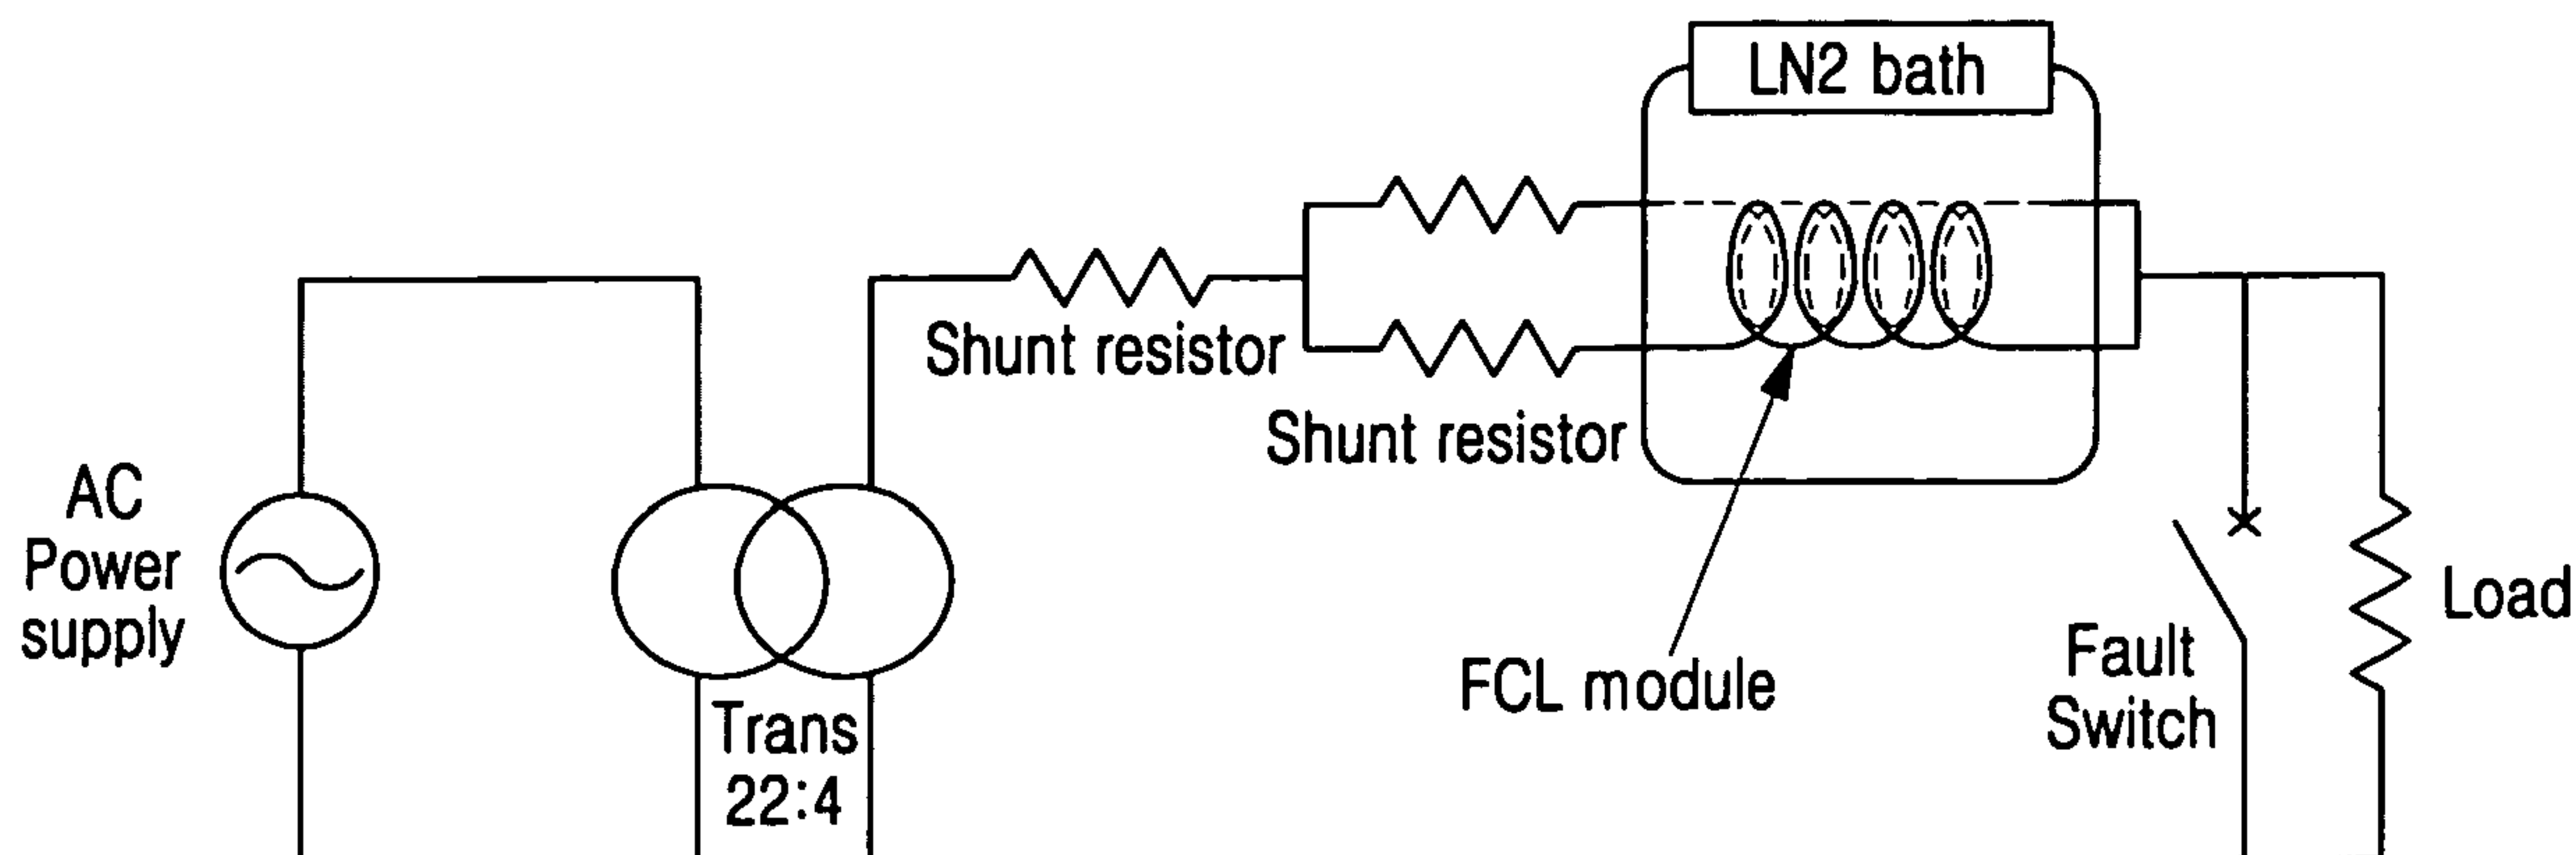 LN2 bath
Shunt resistor
Shunt resistor
AC
Power
supply
Trans
22:4
FCL module
Fault
Switch
Load